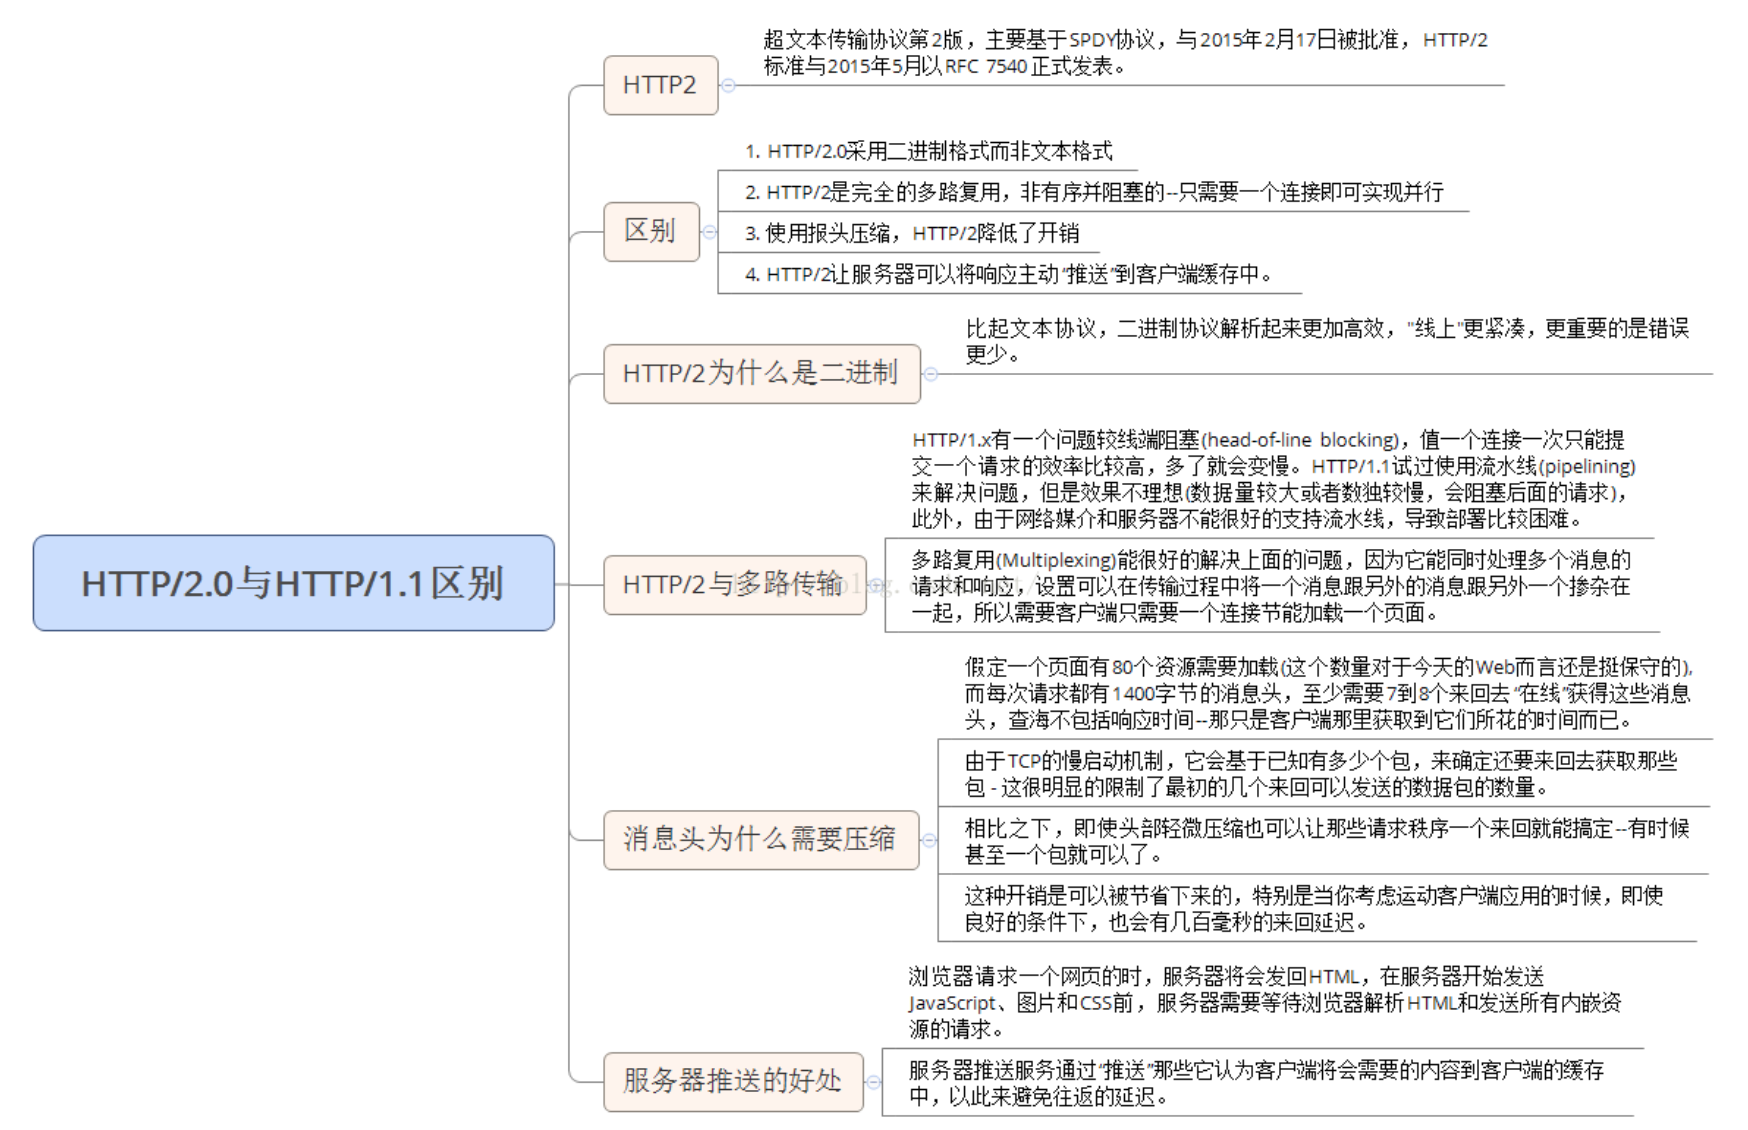 超文本传输协议第2版，主要基于SPDY协议，与2015年2月17日被批准，HTTP/2
标准与2015年5月以RFC 7540正式发表。
HTTP2
1. HTTP/2.0采用二进制格式而非文本格式
2. HTTP/2是完全的多路复用，非有序并阻塞的--只需要一个连接即可实现并行
区别
3. 使用报头压缩，HTTP/2降低了开销
4. HTTP/2让服务器可以将响应主动“推送”到客户端缓存中。
比起文本协议，二进制协议解析起来更加高效，"线上"更紧凑，更重要的是错误
更少。
HTTP/2为什么是二进制
HTTP/1.x有一个问题较线端阻塞(head-of-line blocking)，值一个连接一次只能提
交一个请求的效率比较高，多了就会变慢。HTTP/1.1试过使用流水线(pipelining)
来解决问题，但是效果不理想(数据量较大或者数独较慢，会阻塞后面的请求)，
此外，由于网络媒介和服务器不能很好的支持流水线，导致部署比较困难。
HTTP/2.0与HTTP/1.1区别
HTTP/2与多路传输
多路复用(Multiplexing)能很好的解决上面的问题，因为它能同时处理多个消息的
请求和响应，设置可以在传输过程中将一个消息跟另外的消息跟另外一个掺杂在
一起，所以需要客户端只需要一个连接节能加载一个页面。
假定一个页面有80个资源需要加载(这个数量对于今天的Web而言还是挺保守的),
而每次请求都有1400字节的消息头，至少需要7到8个来回去“在线”获得这些消息
头，查海不包括响应时间--那只是客户端那里获取到它们所花的时间而已。
由于TCP的慢启动机制，它会基于已知有多少个包，来确定还要来回去获取那些
包 - 这很明显的限制了最初的几个来回可以发送的数据包的数量。
消息头为什么需要压缩
相比之下，即使头部轻微压缩也可以让那些请求秩序一个来回就能搞定--有时候
甚至一个包就可以了。
这种开销是可以被节省下来的，特别是当你考虑运动客户端应用的时候，即使
良好的条件下，也会有几百毫秒的来回延迟。
浏览器请求一个网页的时，服务器将会发回HTML，在服务器开始发送
JavaScript、图片和CSS前，服务器需要等待浏览器解析HTML和发送所有内嵌资
源的请求。
服务器推送的好处
服务器推送服务通过“推送”那些它认为客户端将会需要的内容到客户端的缓存
中，以此来避免往返的延迟。